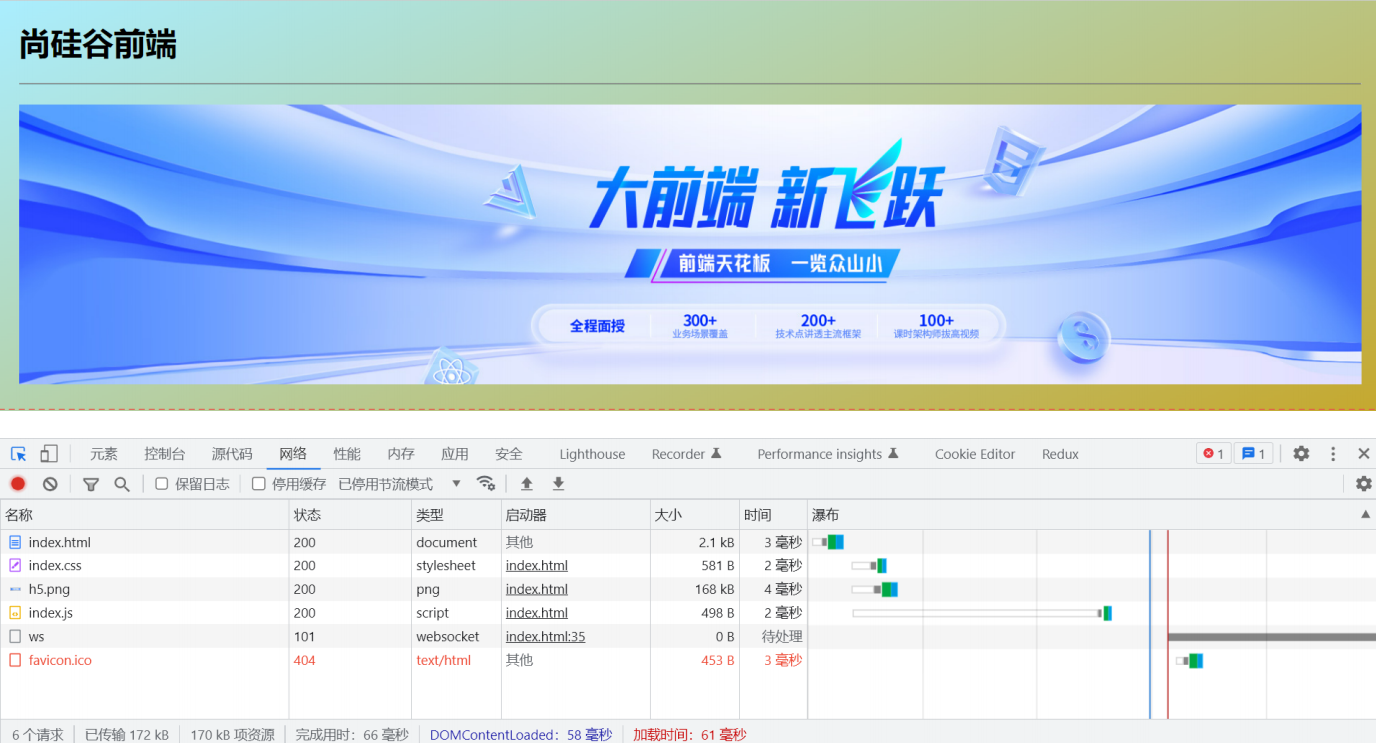 尚硅谷前端
大前端 新飞跃
前端天花板 一览众山小
全程面授 300+ 200+ 100+
业务场景覆盖 技术点讲透主流框架 课时架构师拔高视频
元素 控制台 源代码 网络 性能 内存 应用 安全 Lighthouse Recorder Performance insights Cookie Editor Redux 1 1
保留日志 停用缓存 已停用节流模式
名称 状态 类型 启动器 大小 时间 瀑布
index.html 200 document 其他 2.1 kB 3 毫秒
index.css 200 stylesheet index.html 581 B 2 毫秒
h5.png 200 png index.html 168 kB 4 毫秒
index.js 200 script index.html 498 B 2 毫秒
ws 101 websocket index.html:35 0 B 待处理
favicon.ico 404 text/html 其他 453 B 3 毫秒
6 个请求 已传输 172 kB 170 kB 项资源 完成用时：66 毫秒 DOMContentLoaded：58 毫秒 加载时间：61 毫秒